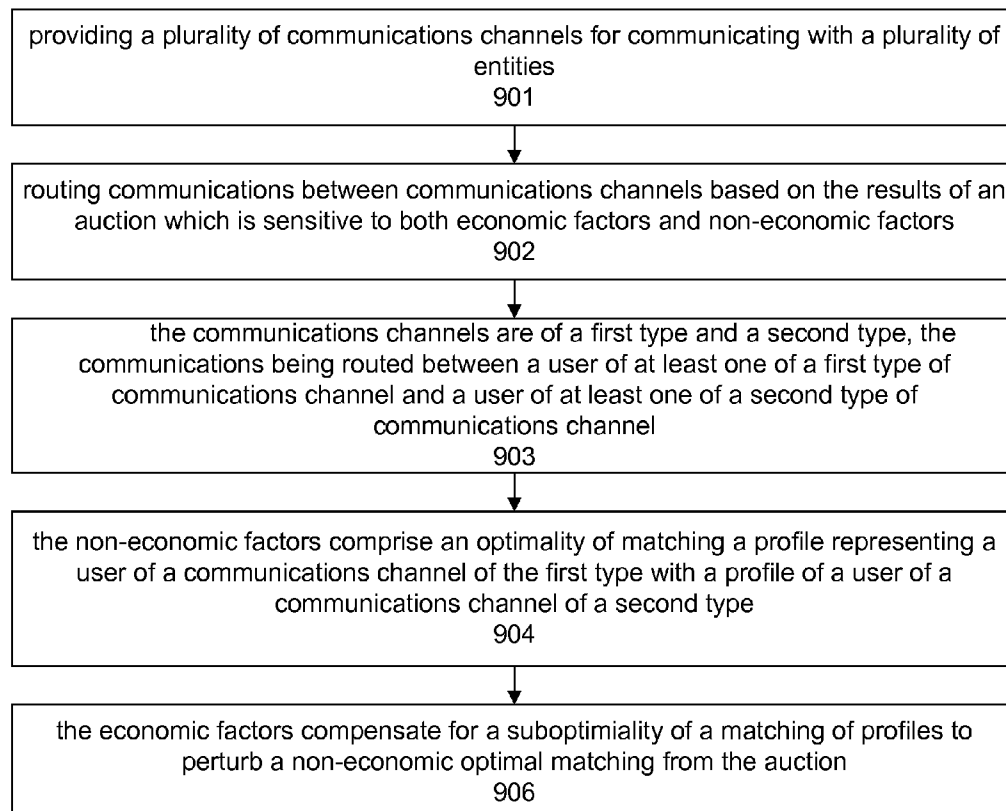 providing a plurality of communications channels for communicating with a plurality of
entities
901
routing communications between communications channels based on the results of an
auction which is sensitive to both economic factors and non-economic factors
902
the communications channels are of a first type and a second type, the
communications being routed between a user of at least one of a first type of
communications channel and a user of at least one of a second type of
communications channel
903
the non-economic factors comprise an optimality of matching a profile representing a
user of a communications channel of the first type with a profile of a user of a
communications channel of a second type
904
the economic factors compensate for a suboptimiality of a matching of profiles to
perturb a non-economic optimal matching from the auction
906